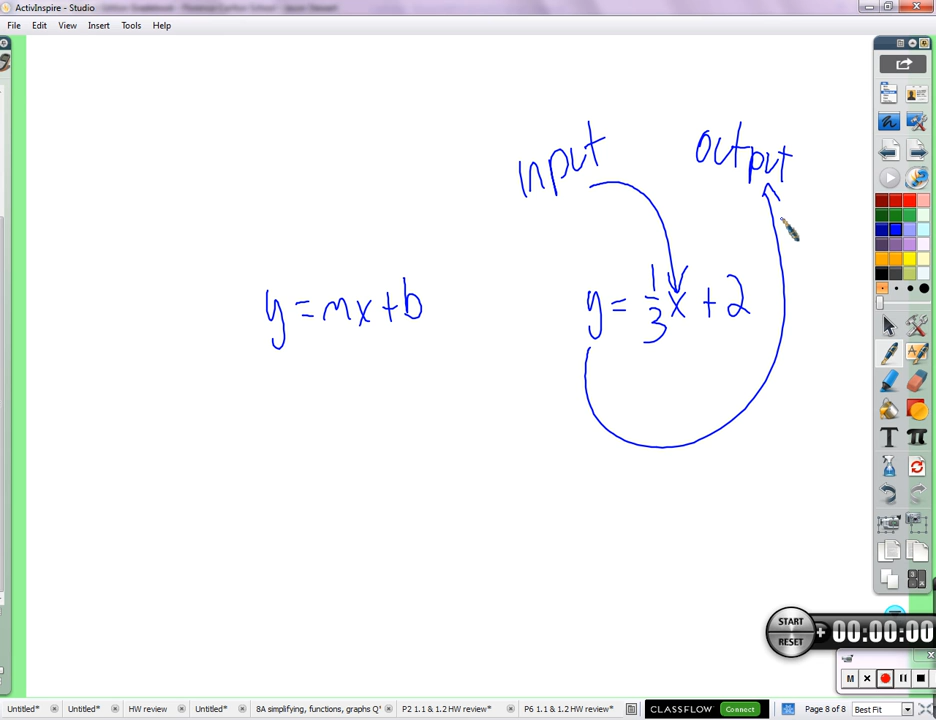 ActivInspire - Studio
File Edit View Insert Tools Help
input output
y = mx + b
y = 1/3 x + 2
START
RESET
+ 00:00:00
M
Untitled* Untitled* HW review Untitled* 8A simplifying, functions, graphs Q' P2 1.1 & 1.2 HW review* P6 1.1 & 1.2 HW review* CLASSFLOW Connect Page 8 of 8 Best Fit